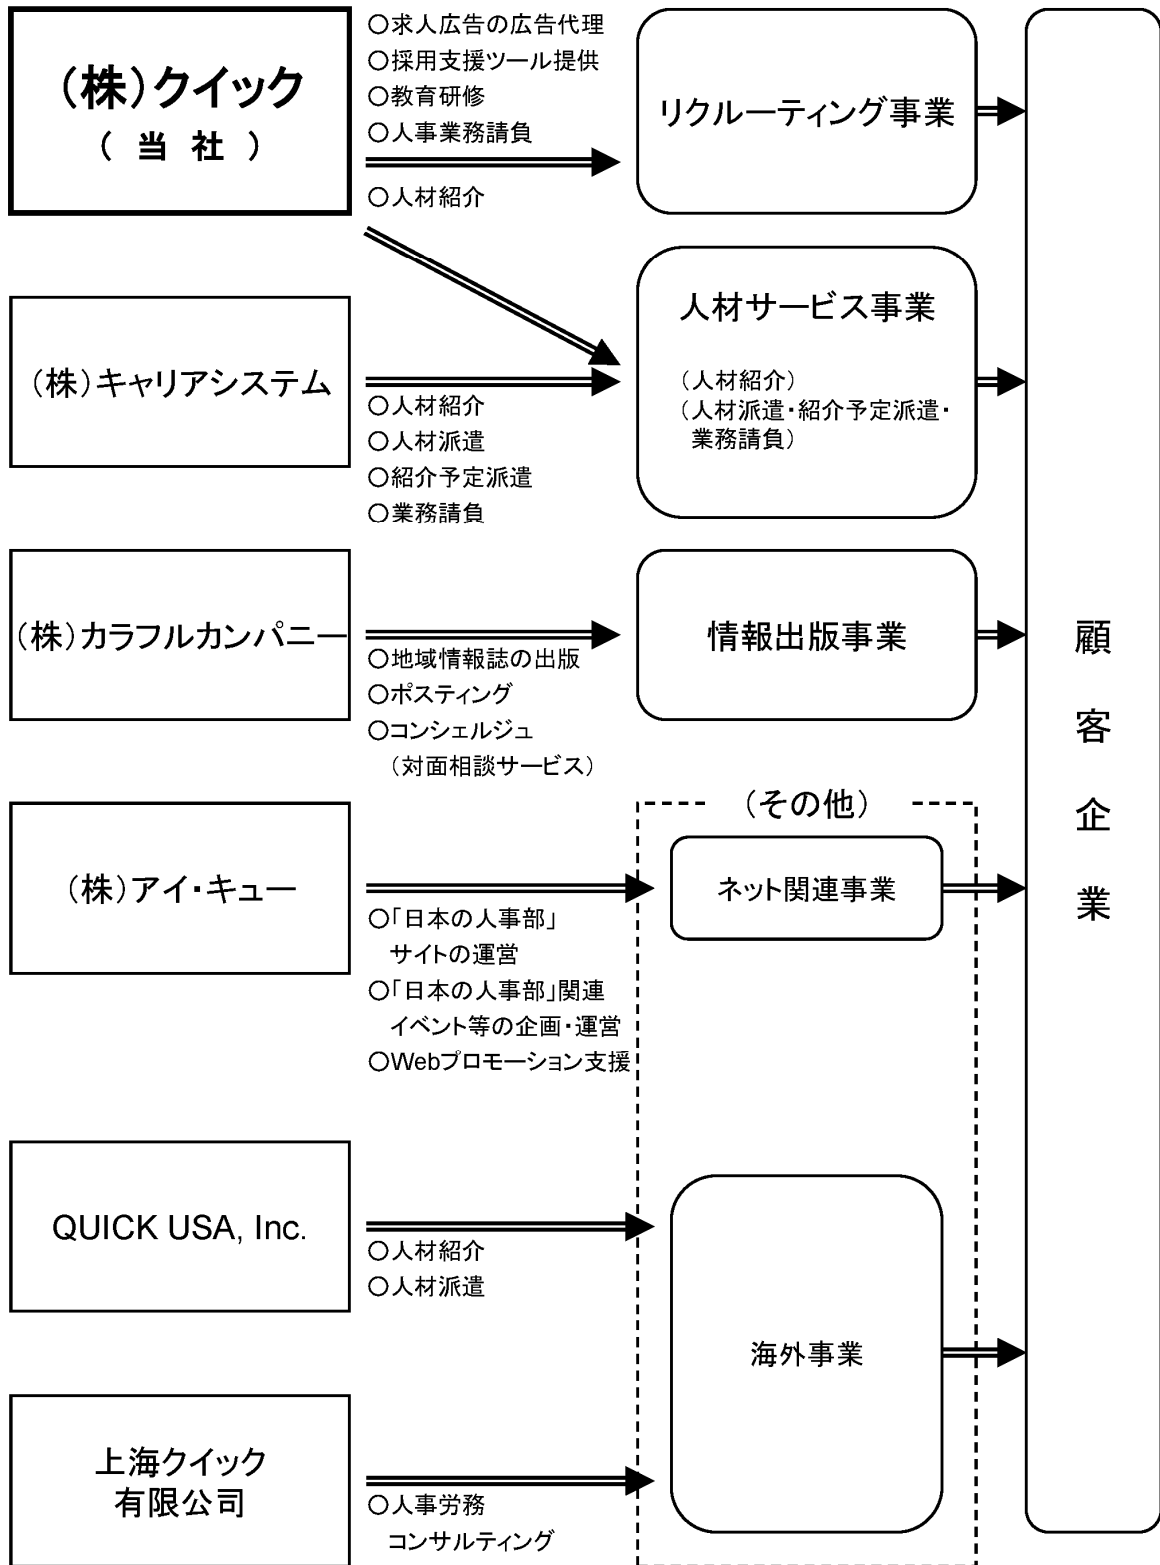 （株）クイック
（ 当 社 ）
○求人広告の広告代理
○採用支援ツール提供
○教育研修
○人事業務請負
○人材紹介
リクルーティング事業
（株）キャリアシステム
○人材紹介
○人材派遣
○紹介予定派遣
○業務請負
人材サービス事業
（人材紹介）
（人材派遣・紹介予定派遣・
業務請負）
（株）カラフルカンパニー
○地域情報誌の出版
○ポスティング
○コンシェルジュ
（対面相談サービス）
情報出版事業
（株）アイ・キュー
○「日本の人事部」
サイトの運営
○「日本の人事部」関連
イベント等の企画・運営
○Webプロモーション支援
（その他）
ネット関連事業
QUICK USA, Inc.
○人材紹介
○人材派遣
海外事業
上海クイック
有限公司
○人事労務
コンサルティング
顧客企業